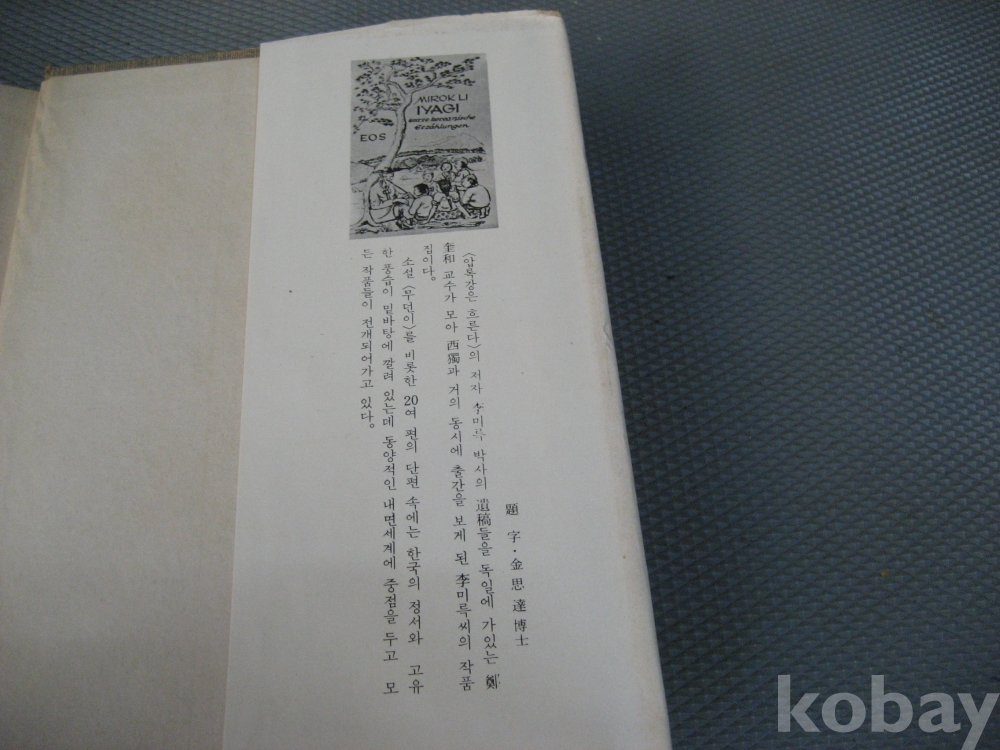 MIROK LI
IYAGI
kurze koreanische
Erzählungen
EOS
題字·金思達博士
〈압록강은 흐른다〉의 저자 李미륵 박사의 遺稿들을 독일에 가있는 鄭
奎和 교수가 모아 西獨과 거의 동시에 출간을 보게 된 李미륵씨의 작품
집이다.
소설 〈무던이〉를 비롯한 20여 편의 단편 속에는 한국의 정서와 고유
한 풍습이 밑바탕에 깔려 있는데 동양적인 내면세계에 중점을 두고 모
든 작품들이 전개되어가고 있다.
kobay